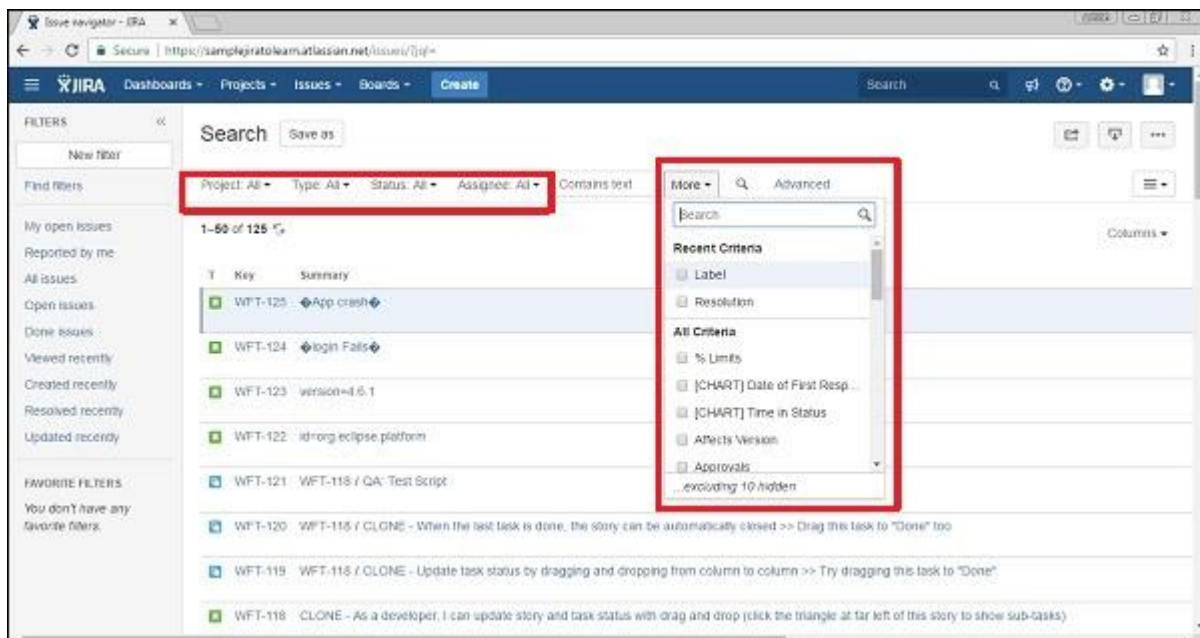 Issue navigator - JIRA
Secure | https://samplejiratolearn.atlassian.net/issues/?jql=
JIRA Dashboards Projects Issues Boards Create Search
FILTERS
New filter
Find filters
My open issues
Reported by me
All issues
Open issues
Done issues
Viewed recently
Created recently
Resolved recently
Updated recently
FAVORITE FILTERS
You don't have any
favorite filters.
Search Save as
Project: All Type: All Status: All Assignee: All Contains text More Advanced
1–50 of 125
Columns
T Key Summary
WFT-125 �App crash�
WFT-124 �login Fails�
WFT-123 version=4.6.1
WFT-122 id=org.eclipse.platform
WFT-121 WFT-118 / QA: Test Script
WFT-120 WFT-118 / CLONE - When the last task is done, the story can be automatically closed >> Drag this task to "Done" too
WFT-119 WFT-118 / CLONE - Update task status by dragging and dropping from column to column >> Try dragging this task to "Done"
WFT-118 CLONE - As a developer, I can update story and task status with drag and drop (click the triangle at far left of this story to show sub-tasks)
Search
Recent Criteria
Label
Resolution
All Criteria
% Limits
[CHART] Date of First Resp...
[CHART] Time in Status
Affects Version
Approvals
...excluding 10 hidden